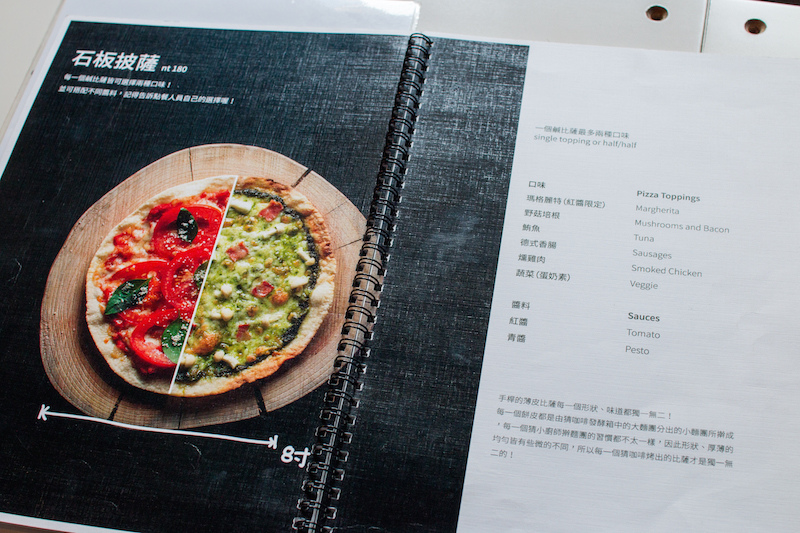 石板披薩 nt 180
每一個鹹比薩皆可選擇兩種口味！
並可搭配不同醬料，記得告訴點餐人員自己的選擇喔！
8寸
一個鹹比薩最多兩種口味
single topping or half/half
口味 Pizza Toppings
瑪格麗特（紅醬限定） Margherita
野菇培根 Mushrooms and Bacon
鮪魚 Tuna
德式香腸 Sausages
燻雞肉 Smoked Chicken
蔬菜（蛋奶素） Veggie
醬料 Sauces
紅醬 Tomato
青醬 Pesto
手桿的薄皮比薩每一個形狀、味道都獨一無二！
每一個餅皮都是由猜咖啡發酵箱中的大麵團分出的小麵團所桿成
，每一個猜小廚師擀麵團的習慣都不太一樣，因此形狀、厚薄的
均勻皆有些微的不同，所以每一個猜咖啡烤出的比薩才是獨一無
二的！